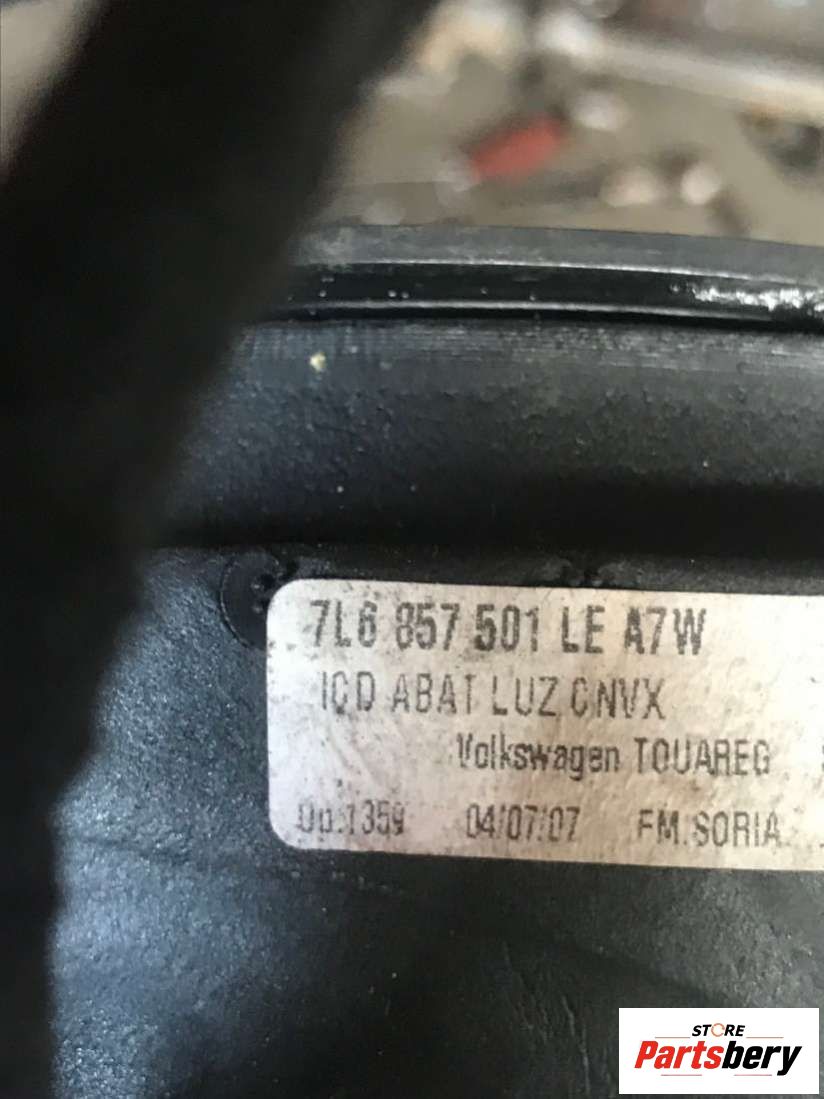 7L6 857 501 LE A7W
ICD ABAT LUZ CNVX
Volkswagen TOUAREG
Op.1359 04/07/07 FM.SORIA
STORE
Partsbery